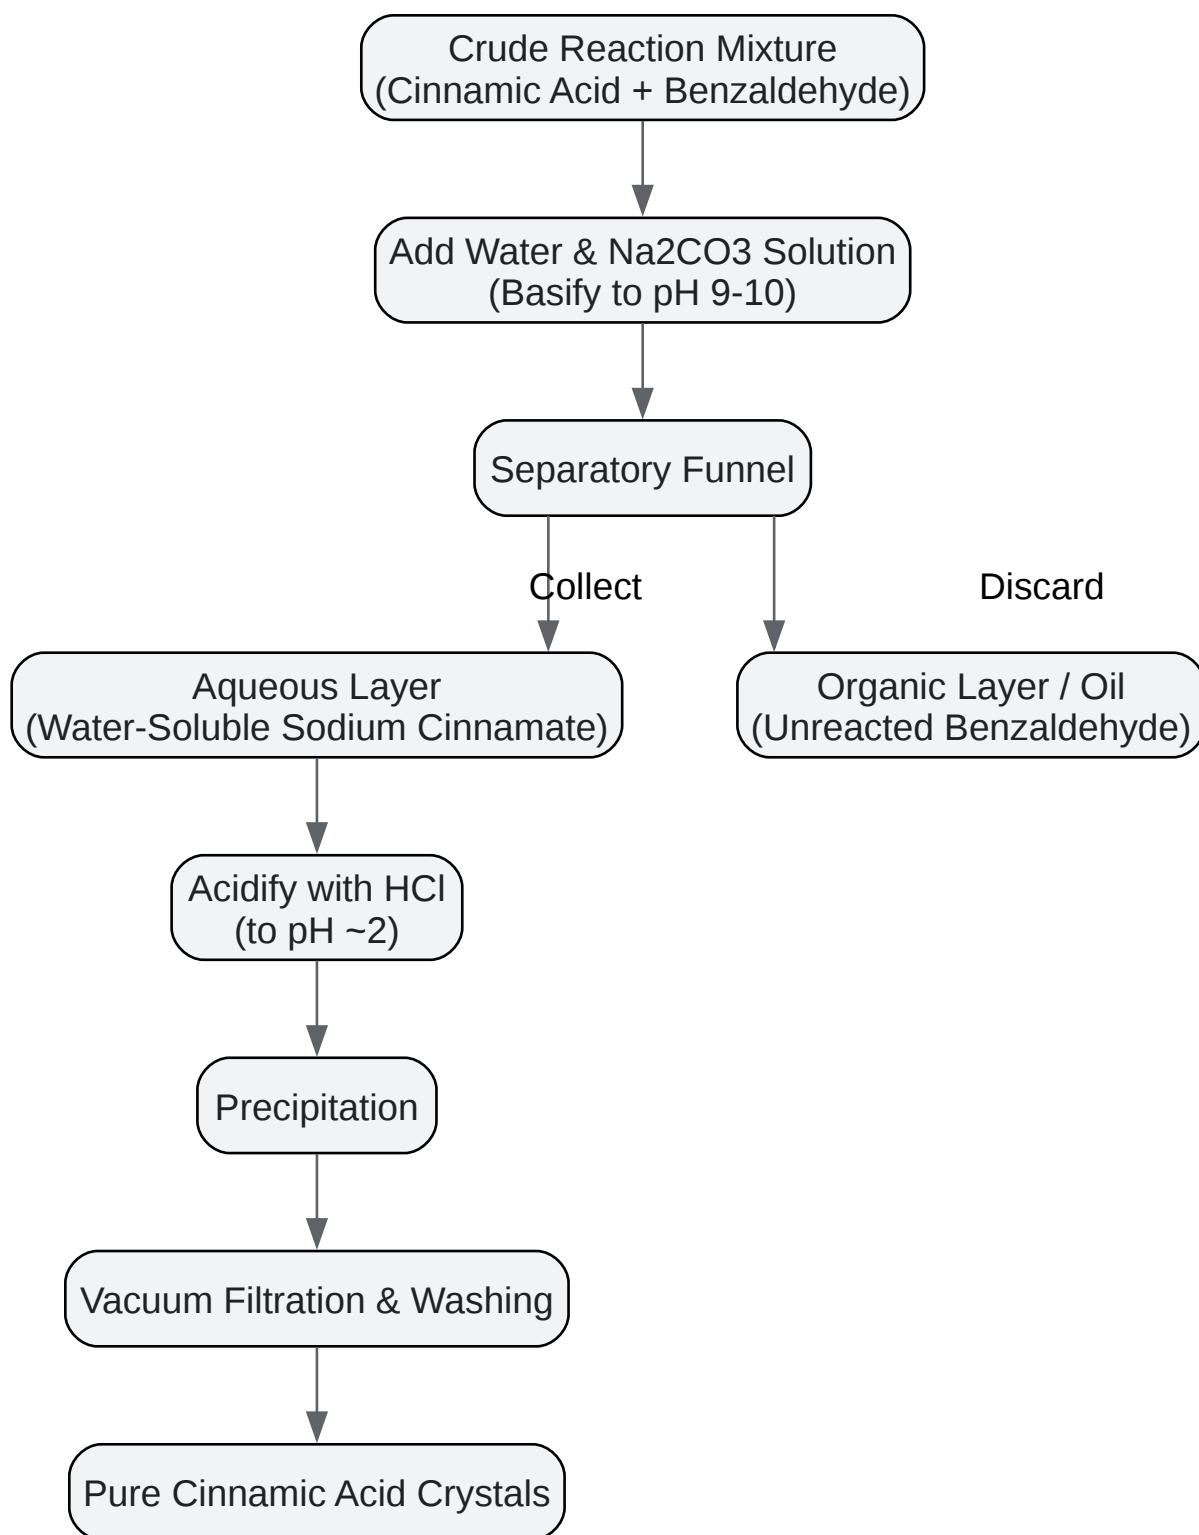 Crude Reaction Mixture
(Cinnamic Acid + Benzaldehyde)
Add Water & Na2CO3 Solution
(Basify to pH 9-10)
Separatory Funnel
Collect
Discard
Aqueous Layer
(Water-Soluble Sodium Cinnamate)
Organic Layer / Oil
(Unreacted Benzaldehyde)
Acidify with HCl
(to pH ~2)
Precipitation
Vacuum Filtration & Washing
Pure Cinnamic Acid Crystals